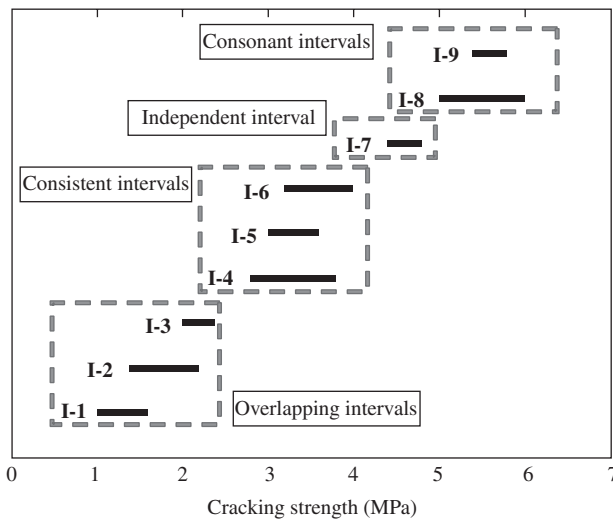 Consonant intervals
I-9
I-8
Independent interval
I-7
Consistent intervals
I-6
I-5
I-4
I-3
I-2
I-1
Overlapping intervals
0 1 2 3 4 5 6 7
Cracking strength (MPa)